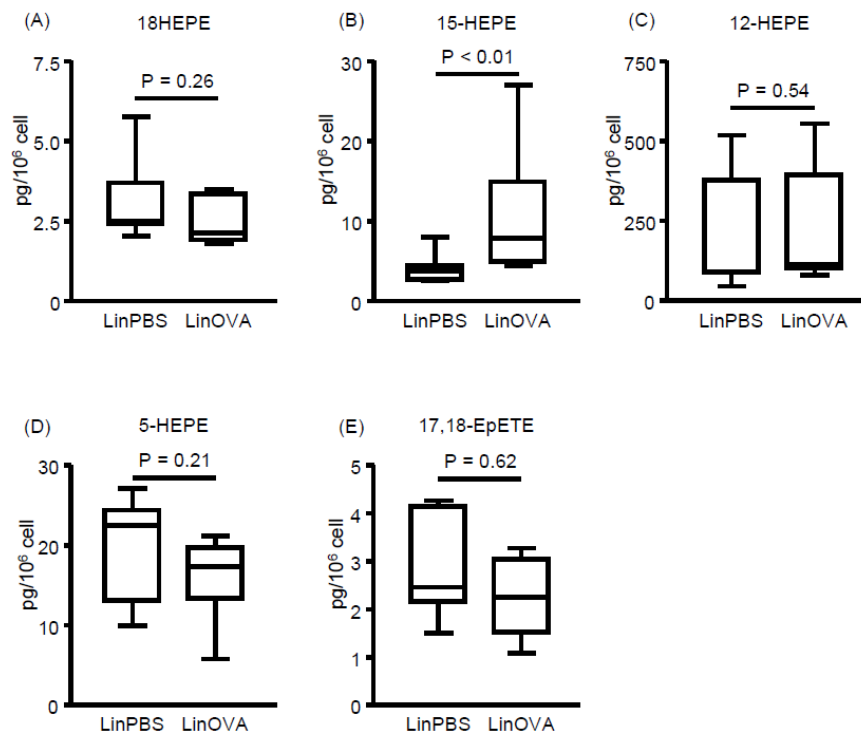 (A) 18HEPE
7.5
5.0
2.5
0
pg/10⁶ cell
P = 0.26
LinPBS LinOVA
(B) 15-HEPE
30
20
10
0
pg/10⁶ cell
P < 0.01
LinPBS LinOVA
(C) 12-HEPE
750
500
250
0
pg/10⁶ cell
P = 0.54
LinPBS LinOVA
(D) 5-HEPE
30
20
10
0
pg/10⁶ cell
P = 0.21
LinPBS LinOVA
(E) 17,18-EpETE
5
4
3
2
1
0
pg/10⁶ cell
P = 0.62
LinPBS LinOVA